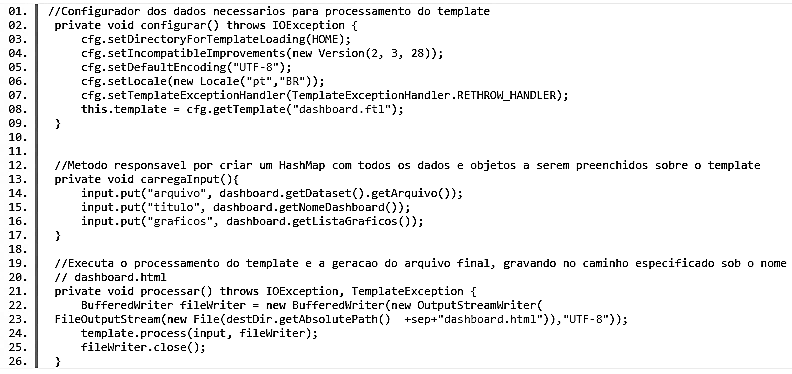 01. //Configurador dos dados necessarios para processamento do template
02. private void configurar() throws IOException {
03. cfg.setDirectoryForTemplateLoading(HOME);
04. cfg.setIncompatibleImprovements(new Version(2, 3, 28));
05. cfg.setDefaultEncoding("UTF-8");
06. cfg.setLocale(new Locale("pt","BR"));
07. cfg.setTemplateExceptionHandler(TemplateExceptionHandler.RETHROW_HANDLER);
08. this.template = cfg.getTemplate("dashboard.ftl");
09. }
10.
11.
12. //Metodo responsavel por criar um HashMap com todos os dados e objetos a serem preenchidos sobre o template
13. private void carregaInput(){
14. input.put("arquivo", dashboard.getDataset().getArquivo());
15. input.put("titulo", dashboard.getNomeDashboard());
16. input.put("graficos", dashboard.getListaGraficos());
17. }
18.
19. //Executa o processamento do template e a geracao do arquivo final, gravando no caminho especificado sob o nome
20. // dashboard.html
21. private void processar() throws IOException, TemplateException {
22. BufferedWriter fileWriter = new BufferedWriter(new OutputStreamWriter(
23. FileOutputStream(new File(destDir.getAbsolutePath() +sep+"dashboard.html")),"UTF-8"));
24. template.process(input, fileWriter);
25. fileWriter.close();
26. }